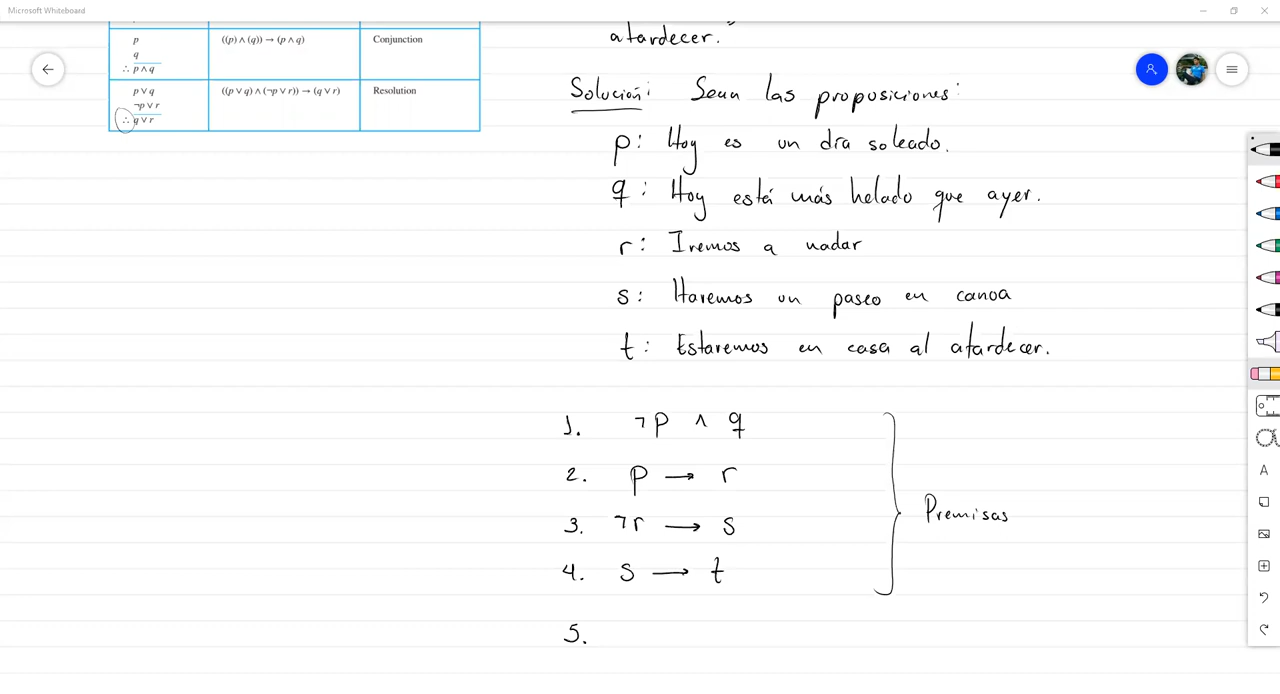 Microsoft Whiteboard
p
q
∴ p ∧ q
((p) ∧ (q)) → (p ∧ q)
Conjunction
p ∨ q
¬p ∨ r
∴ q ∨ r
((p ∨ q) ∧ (¬p ∨ r)) → (q ∨ r)
Resolution
atardecer.”
Solución: Sean las proposiciones:
p: Hoy es un día soleado.
q: Hoy está más helado que ayer.
r: Iremos a nadar
s: Haremos un paseo en canoa
t: Estaremos en casa al atardecer.
1. ¬p ∧ q
2. p → r
3. ¬r → s
4. s → t
Premisas
5.
A